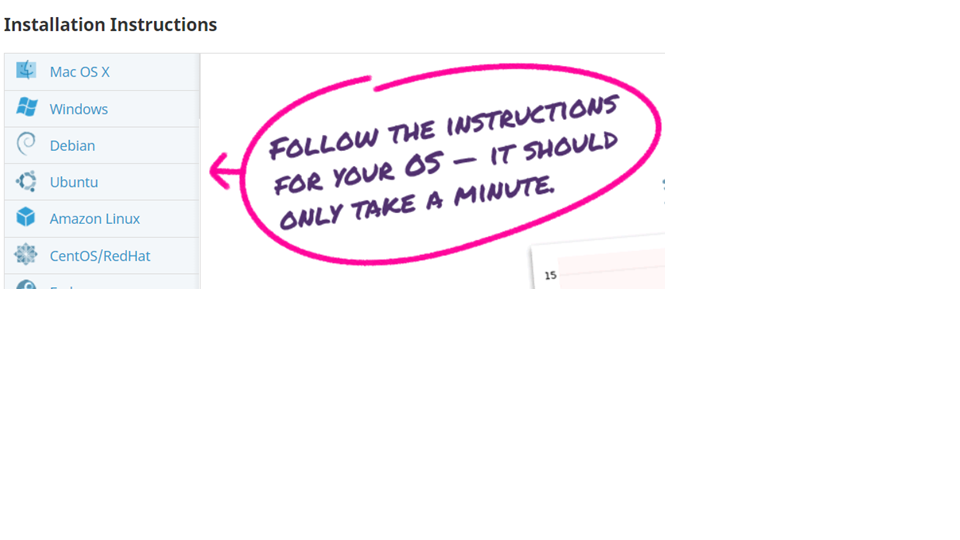 Installation Instructions
Mac OS X
Windows
Debian
Ubuntu
Amazon Linux
CentOS/RedHat
FOLLOW THE INSTRUCTIONS
FOR YOUR OS — IT SHOULD
ONLY TAKE A MINUTE.
15